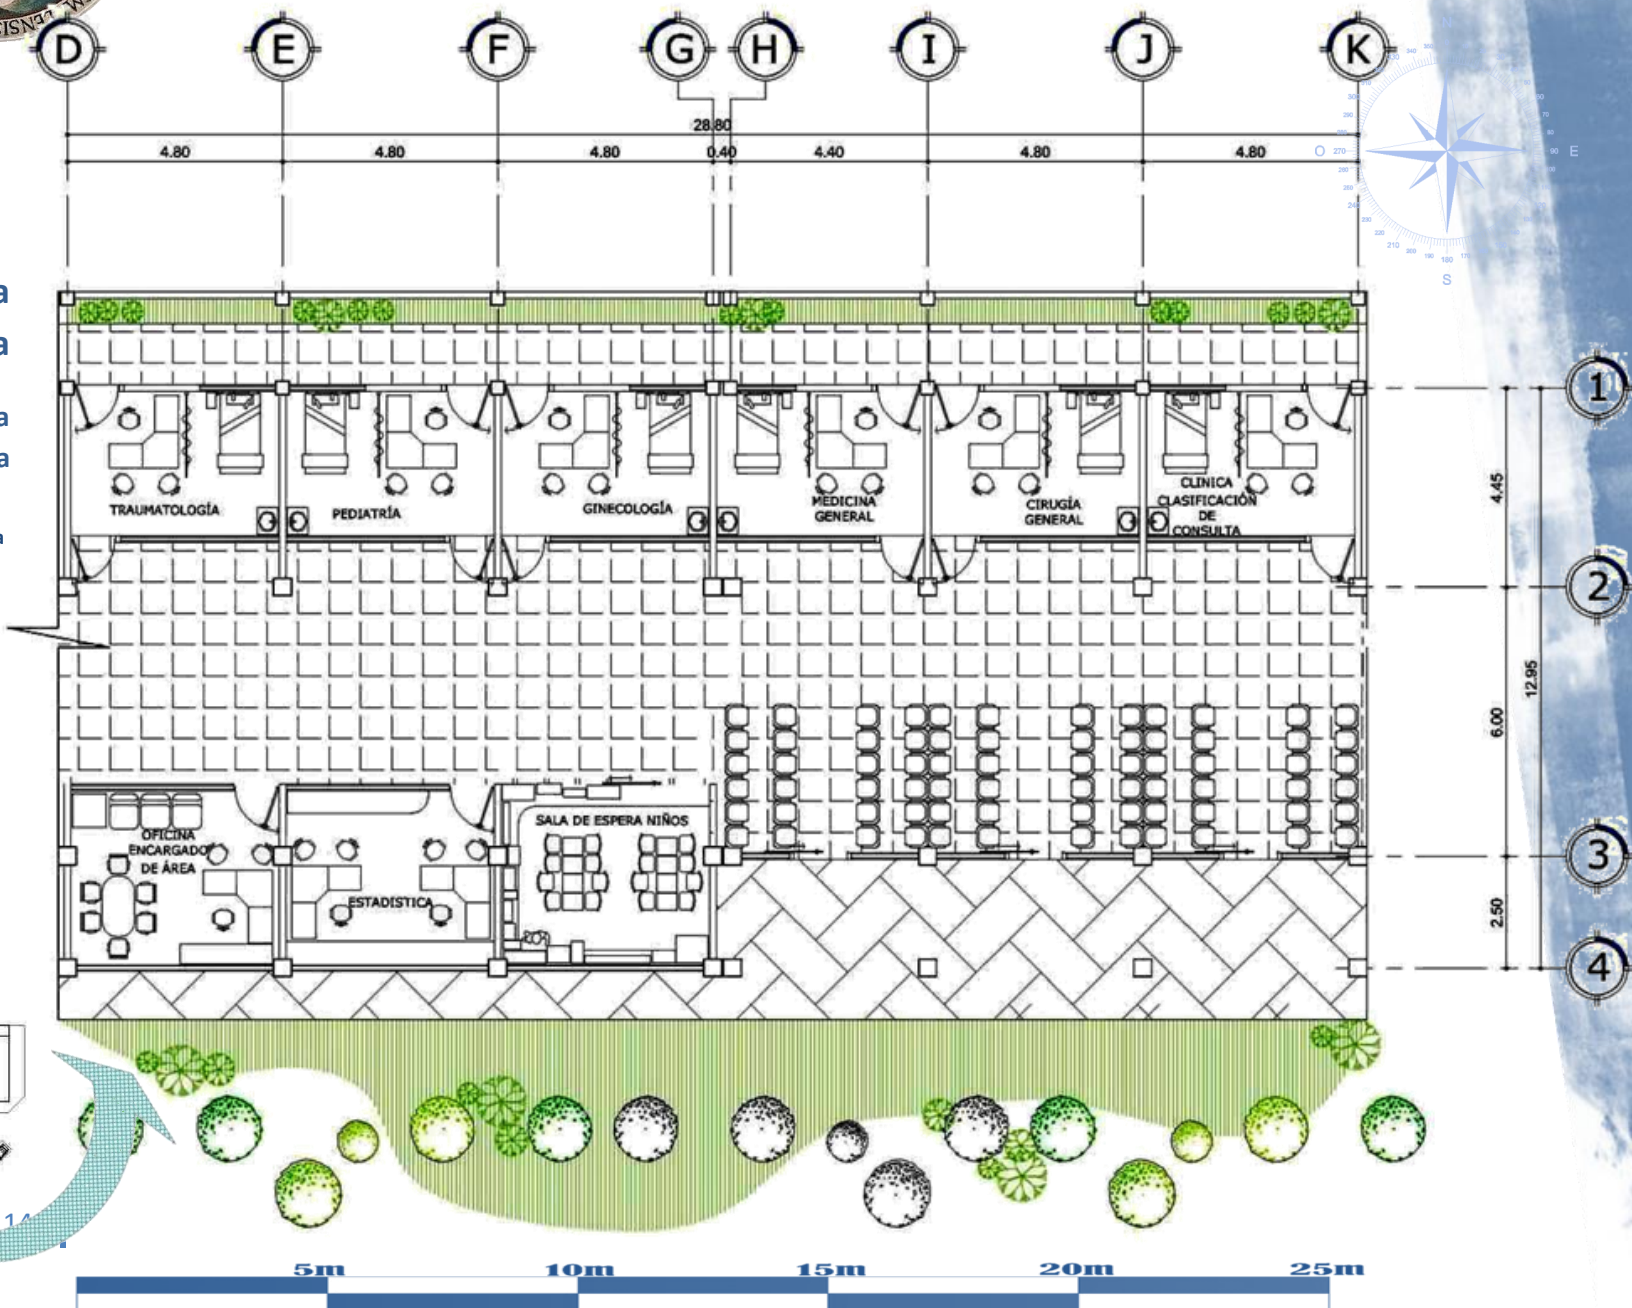 D E F G H I J K
28.80
4.80 4.80 4.80 0.40 4.40 4.80 4.80
O
E
S
a
a
a
a
a
1
2
3
4
4.45
6.00
2.50
12.95
TRAUMATOLOGÍA
PEDIATRÍA
GINECOLOGÍA
MEDICINA
GENERAL
CIRUGÍA
GENERAL
CLINICA
CLASIFICACIÓN
DE
CONSULTA
OFICINA
ENCARGADO
DE ÁREA
ESTADISTICA
SALA DE ESPERA NIÑOS
14
5m 10m 15m 20m 25m